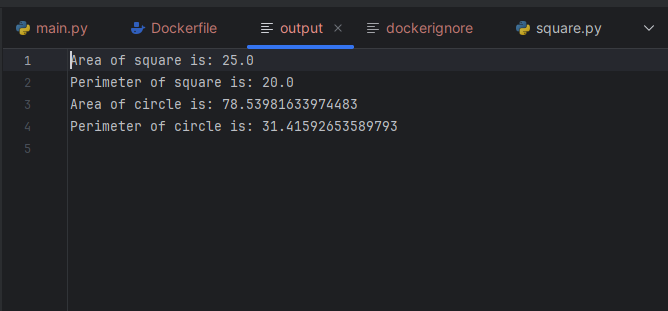 main.py Dockerfile output dockerignore square.py
1 Area of square is: 25.0
2 Perimeter of square is: 20.0
3 Area of circle is: 78.53981633974483
4 Perimeter of circle is: 31.41592653589793
5